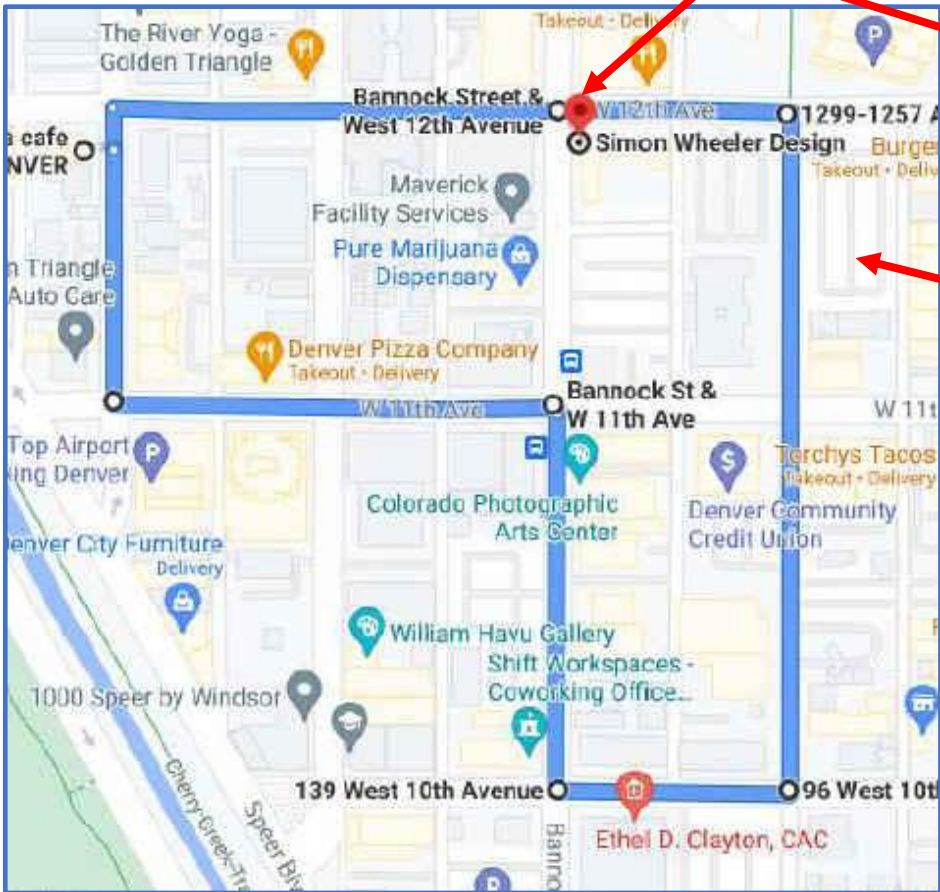 The River Yoga -
Golden Triangle
Takeout • Delivery
P
Bannock Street &
West 12th Avenue
W 12th Ave
1299-1257 A
cafe
NVER
Simon Wheeler Design
Burger
Takeout • Deliv
Maverick
Facility Services
Pure Marijuana
Dispensary
n Triangle
Auto Care
Denver Pizza Company
Takeout • Delivery
Bannock St &
W 11th Ave
W 11th Ave
W 11t
Top Airport
ing Denver
P
$
Torchys Tacos
Takeout • Delivery
Colorado Photographic
Arts Center
Denver Community
Credit Union
enver City Furniture
Delivery
William Havu Gallery
Shift Workspaces -
Coworking Office...
1000 Speer by Windsor
139 West 10th Avenue
96 West 10th
Cherry Creek Tra
Speer Blv
Banno
Ethel D. Clayton, CAC